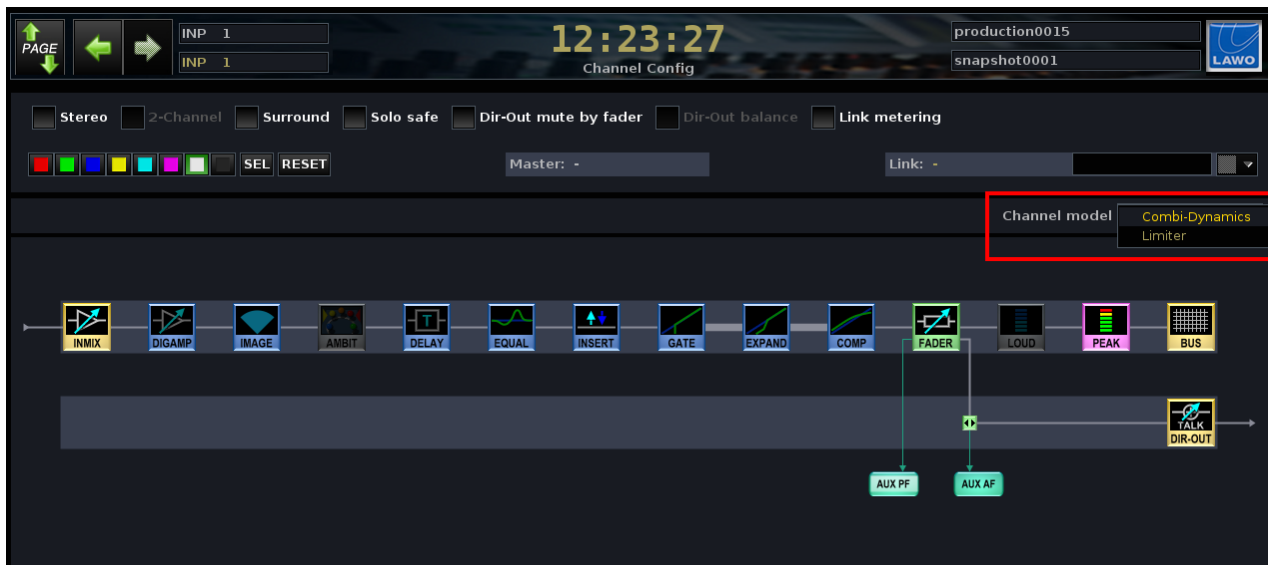 PAGE
INP 1
INP 1
12:23:27
Channel Config
production0015
snapshot0001
LAWO
Stereo 2-Channel Surround Solo safe Dir-Out mute by fader Dir-Out balance Link metering
SEL RESET Master: - Link: -
Channel model Combi-Dynamics
Limiter
T
INMIX DIGAMP IMAGE AMBIT DELAY EQUAL INSERT GATE EXPAND COMP FADER LOUD PEAK BUS
TALK
DIR-OUT
AUX PF AUX AF